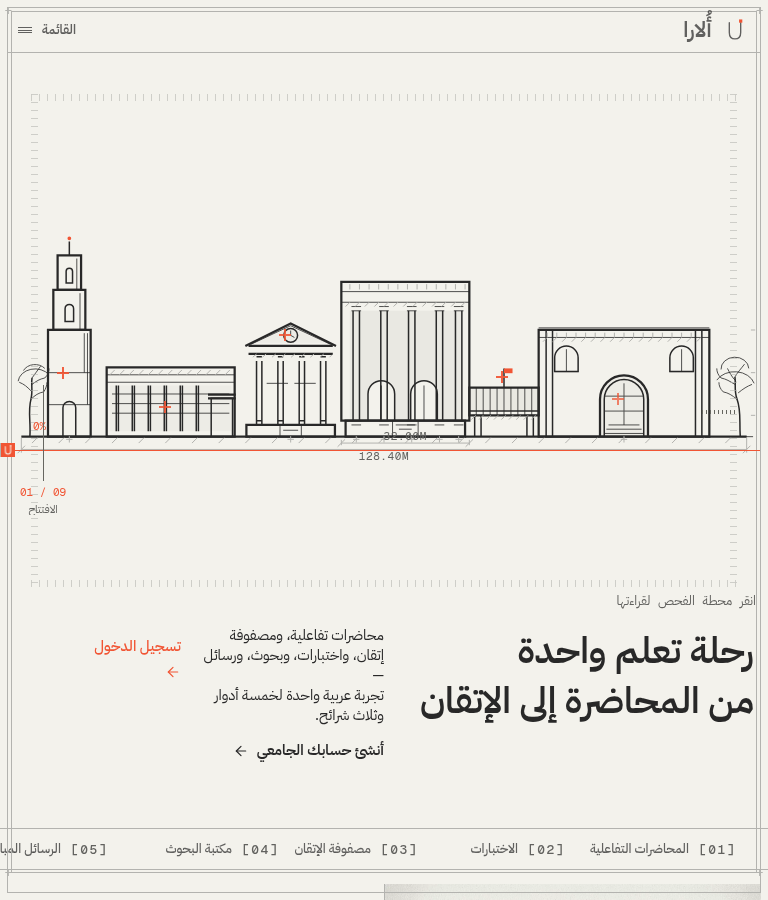 أُلارا
القائمة
0%
32.00M
128.40M
U
01 / 09
الافتتاح
انقر محطة الفحص لقراءتها
رحلة تعلم واحدة
من المحاضرة إلى الإتقان
محاضرات تفاعلية، ومصفوفة
إتقان، واختبارات، وبحوث، ورسائل
—
تجربة عربية واحدة لخمسة أدوار
وثلاث شرائح.
أنشئ حسابك الجامعي ←
تسجيل الدخول
←
[01] المحاضرات التفاعلية [02] الاختبارات [03] مصفوفة الإتقان [04] مكتبة البحوث [05] الرسائل